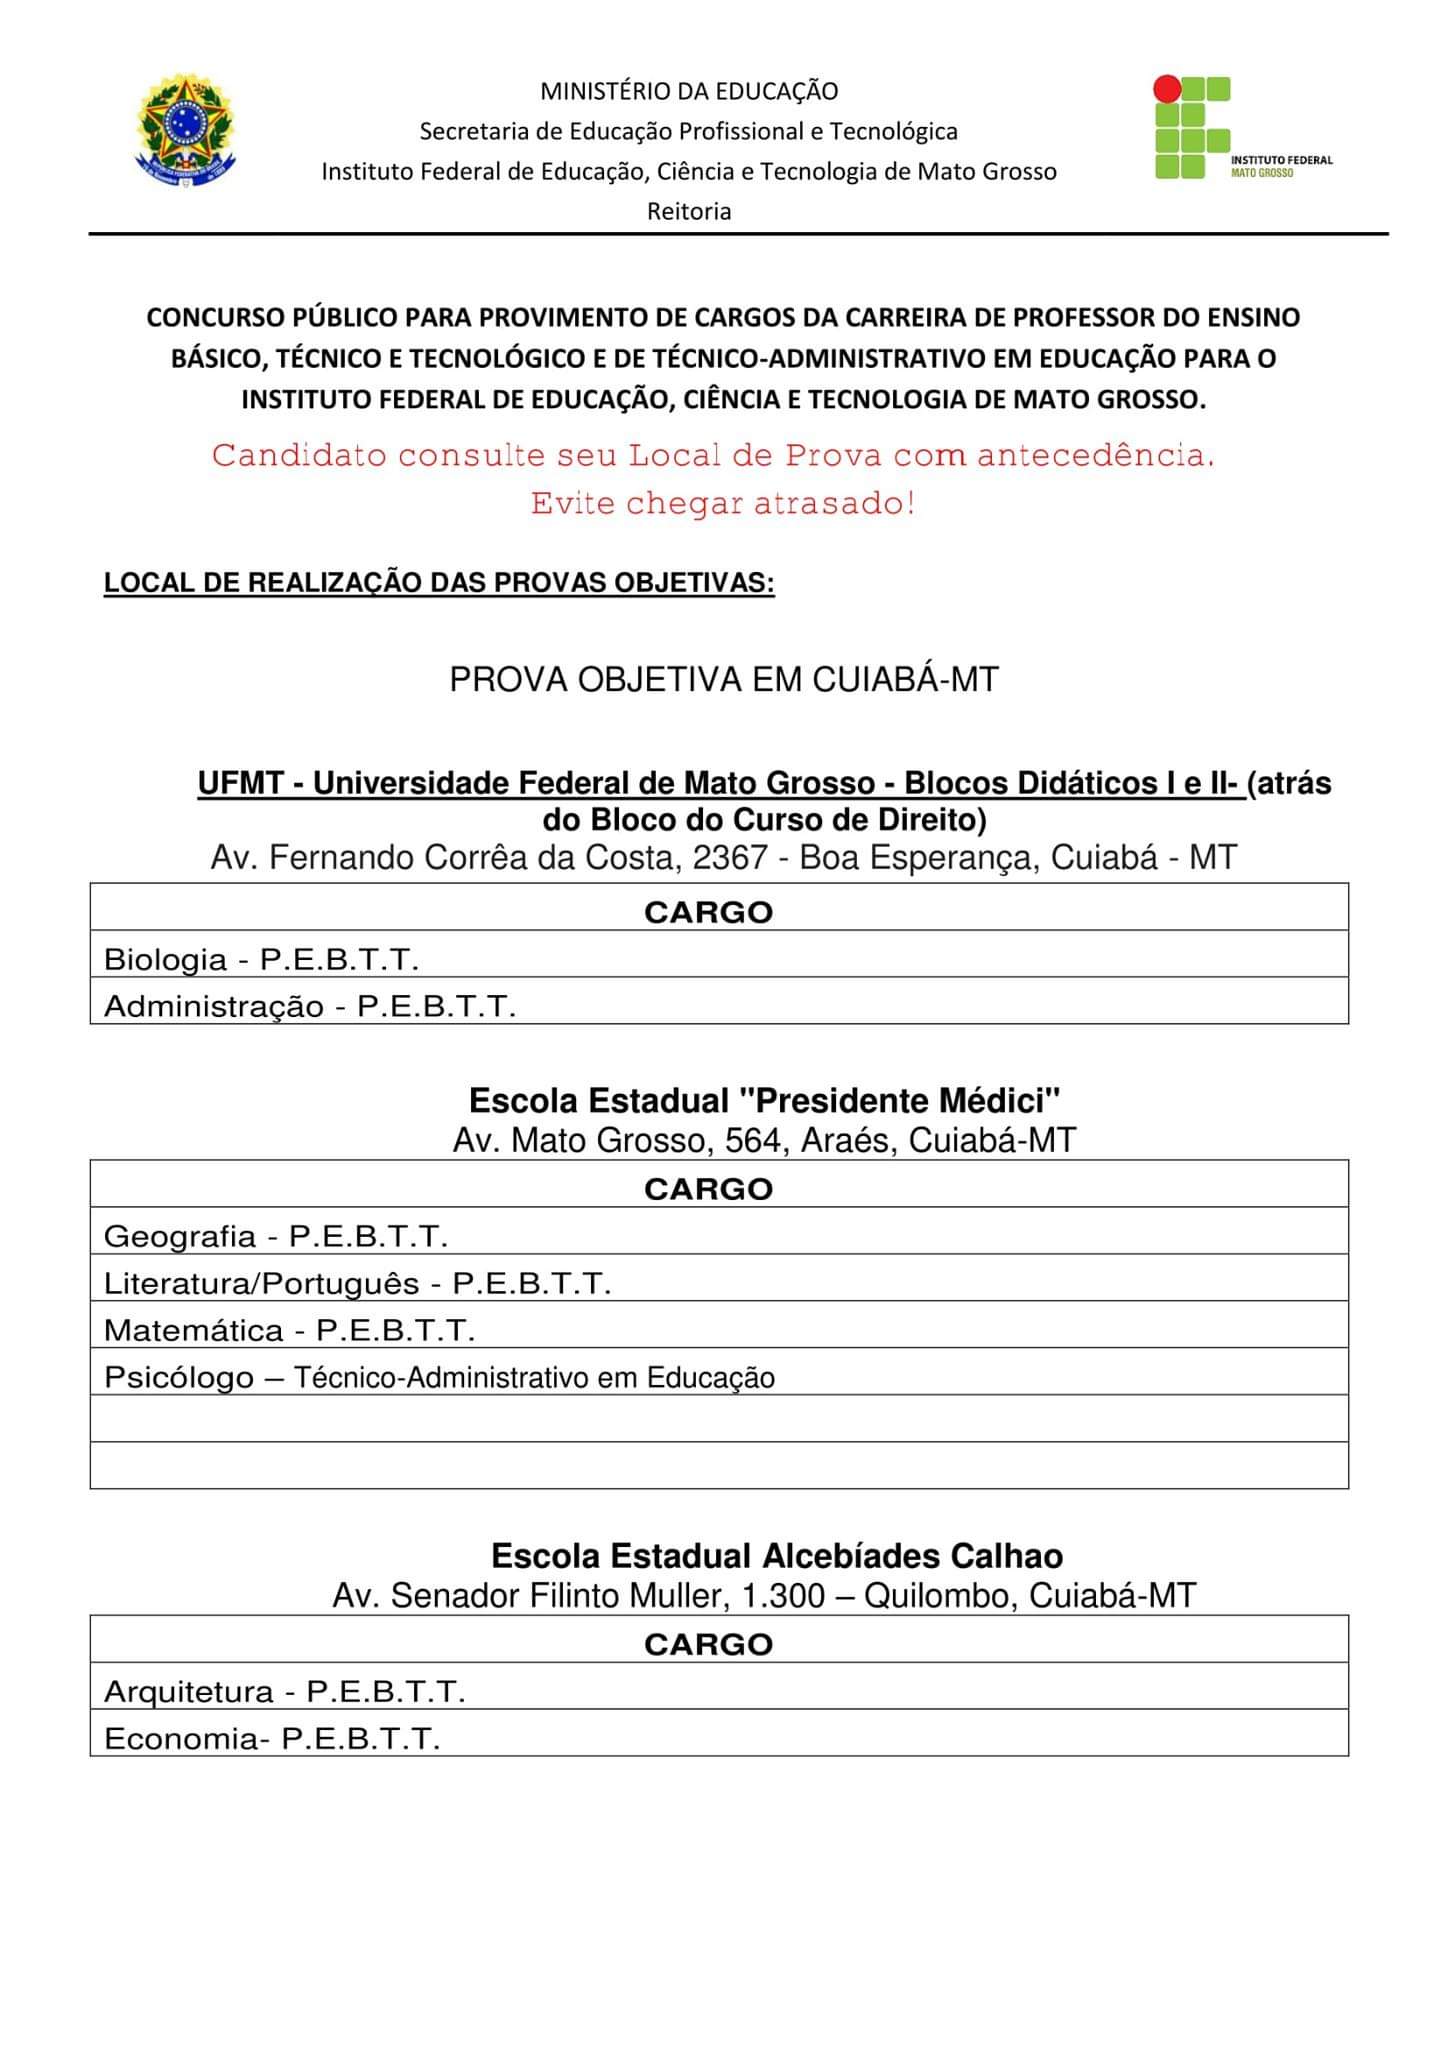 MINISTÉRIO DA EDUCAÇÃO
Secretaria de Educação Profissional e Tecnológica
Instituto Federal de Educação, Ciência e Tecnologia de Mato Grosso
Reitoria
INSTITUTO FEDERAL
MATO GROSSO
CONCURSO PÚBLICO PARA PROVIMENTO DE CARGOS DA CARREIRA DE PROFESSOR DO ENSINO
BÁSICO, TÉCNICO E TECNOLÓGICO E DE TÉCNICO-ADMINISTRATIVO EM EDUCAÇÃO PARA O
INSTITUTO FEDERAL DE EDUCAÇÃO, CIÊNCIA E TECNOLOGIA DE MATO GROSSO.
Candidato consulte seu Local de Prova com antecedência.
Evite chegar atrasado!
LOCAL DE REALIZAÇÃO DAS PROVAS OBJETIVAS:
PROVA OBJETIVA EM CUIABÁ-MT
UFMT - Universidade Federal de Mato Grosso - Blocos Didáticos I e II- (atrás
do Bloco do Curso de Direito)
Av. Fernando Corrêa da Costa, 2367 - Boa Esperança, Cuiabá - MT
CARGO
Biologia - P.E.B.T.T.
Administração - P.E.B.T.T.
Escola Estadual "Presidente Médici"
Av. Mato Grosso, 564, Araés, Cuiabá-MT
CARGO
Geografia - P.E.B.T.T.
Literatura/Português - P.E.B.T.T.
Matemática - P.E.B.T.T.
Psicólogo – Técnico-Administrativo em Educação
Escola Estadual Alcebíades Calhao
Av. Senador Filinto Muller, 1.300 – Quilombo, Cuiabá-MT
CARGO
Arquitetura - P.E.B.T.T.
Economia- P.E.B.T.T.